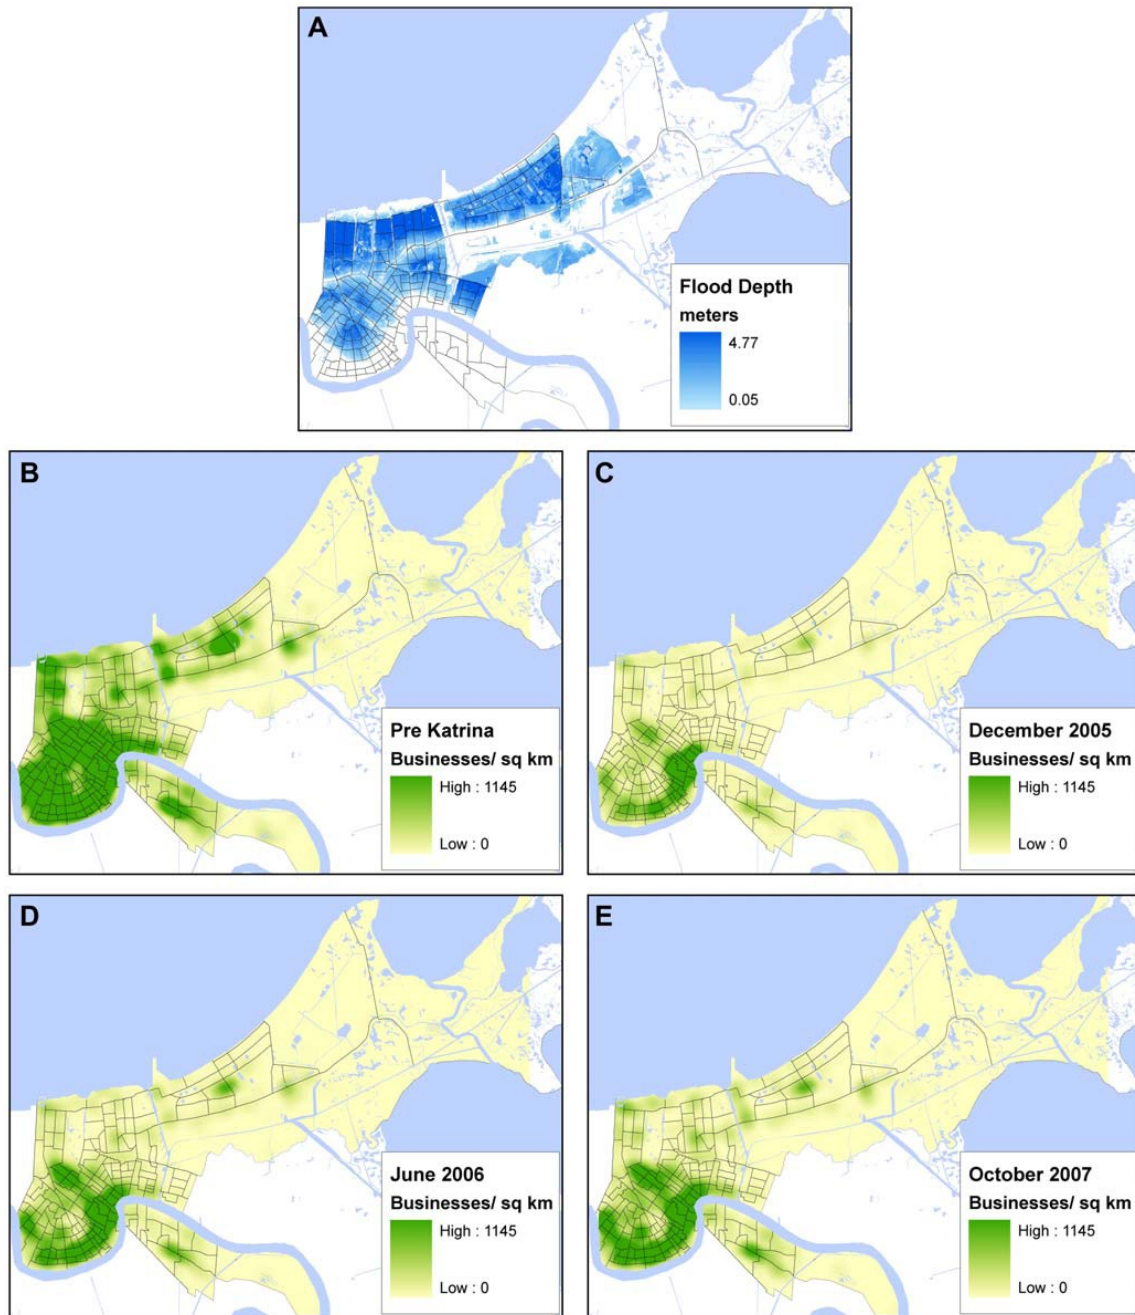 A
Flood Depth
meters
4.77
0.05
B
Pre Katrina
Businesses/ sq km
High : 1145
Low : 0
C
December 2005
Businesses/ sq km
High : 1145
Low : 0
D
June 2006
Businesses/ sq km
High : 1145
Low : 0
E
October 2007
Businesses/ sq km
High : 1145
Low : 0